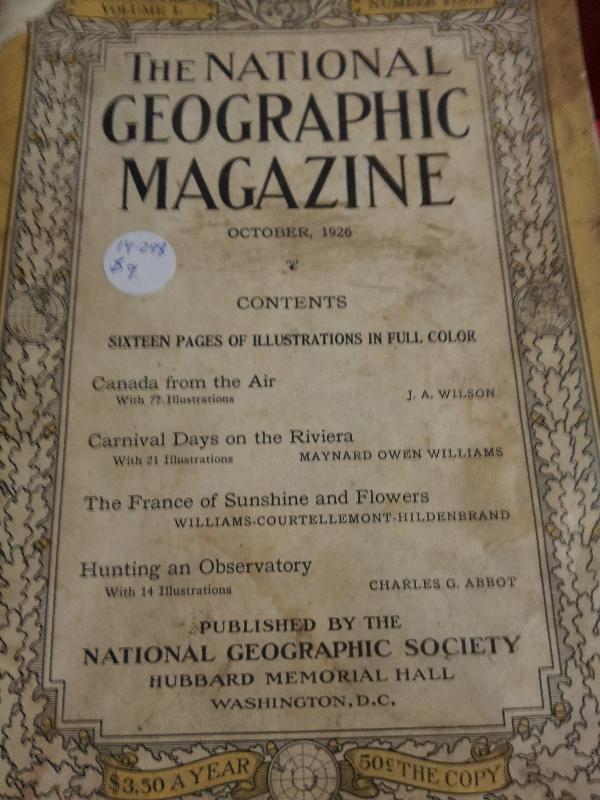 VOLUME L
NUMBER
THE NATIONAL
GEOGRAPHIC
MAGAZINE
OCTOBER, 1926
$9
CONTENTS
SIXTEEN PAGES OF ILLUSTRATIONS IN FULL COLOR
Canada from the Air
With 77 Illustrations J. A. WILSON
Carnival Days on the Riviera
With 21 Illustrations MAYNARD OWEN WILLIAMS
The France of Sunshine and Flowers
WILLIAMS-COURTELLEMONT-HILDENBRAND
Hunting an Observatory
With 14 Illustrations CHARLES G. ABBOT
PUBLISHED BY THE
NATIONAL GEOGRAPHIC SOCIETY
HUBBARD MEMORIAL HALL
WASHINGTON, D.C.
$3.50 A YEAR 50¢ THE COPY